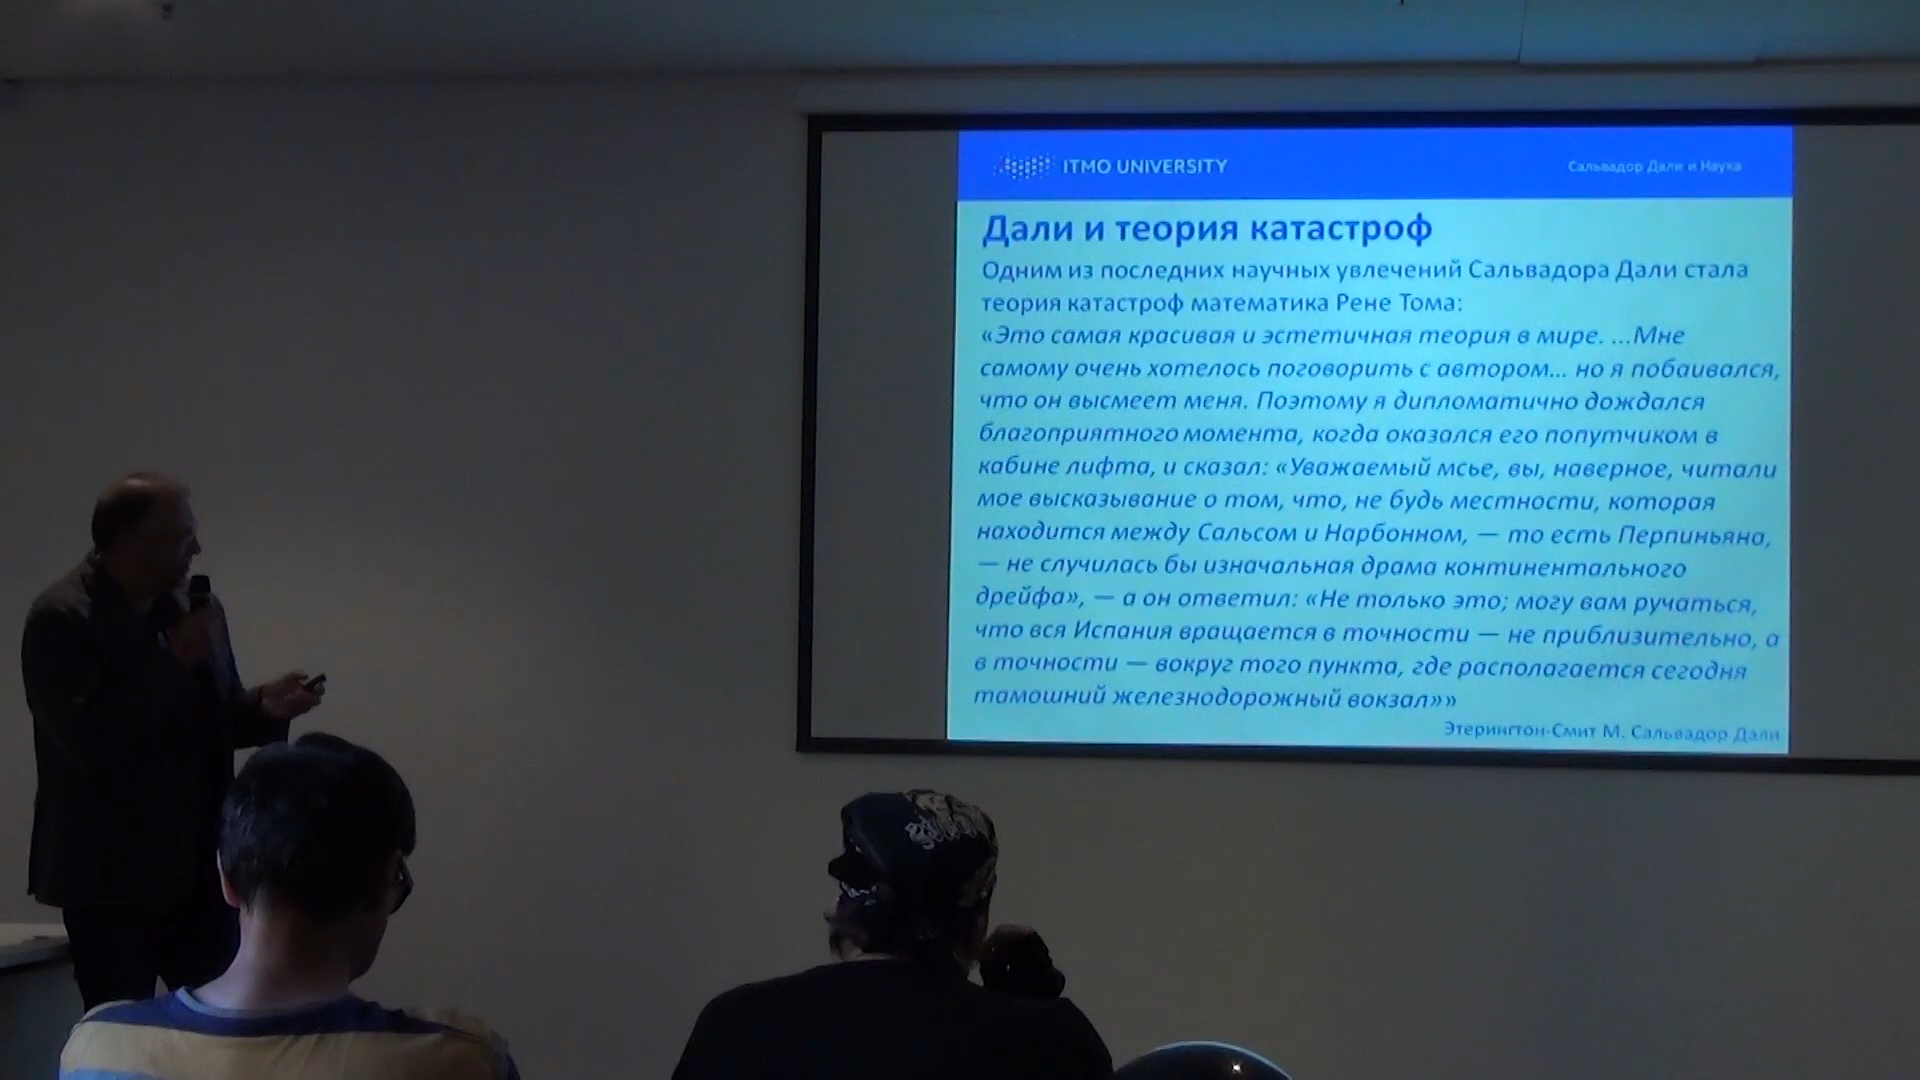 ITMO UNIVERSITY
Сальвадор Дали и Наука
Дали и теория катастроф
Одним из последних научных увлечений Сальвадора Дали стала
теория катастроф математика Рене Тома:
«Это самая красивая и эстетичная теория в мире. ...Мне
самому очень хотелось поговорить с автором... но я побаивался,
что он высмеет меня. Поэтому я дипломатично дождался
благоприятного момента, когда оказался его попутчиком в
кабине лифта, и сказал: «Уважаемый мсье, вы, наверное, читали
мое высказывание о том, что, не будь местности, которая
находится между Сальсом и Нарбонном, — то есть Перпиньяна,
— не случилась бы изначальная драма континентального
дрейфа», — а он ответил: «Не только это; могу вам ручаться,
что вся Испания вращается в точности — не приблизительно, а
в точности — вокруг того пункта, где располагается сегодня
тамошний железнодорожный вокзал»»
Этерингтон-Смит М. Сальвадор Дали